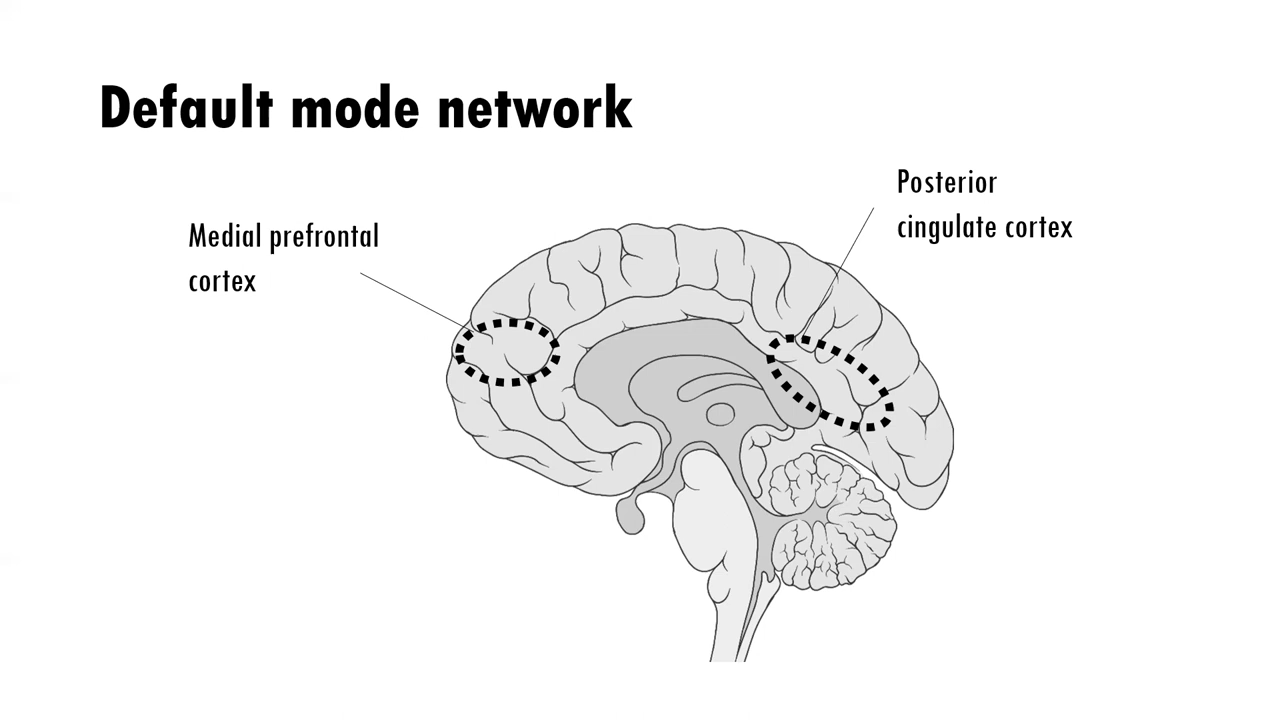 Default mode network
Medial prefrontal
cortex
Posterior
cingulate cortex